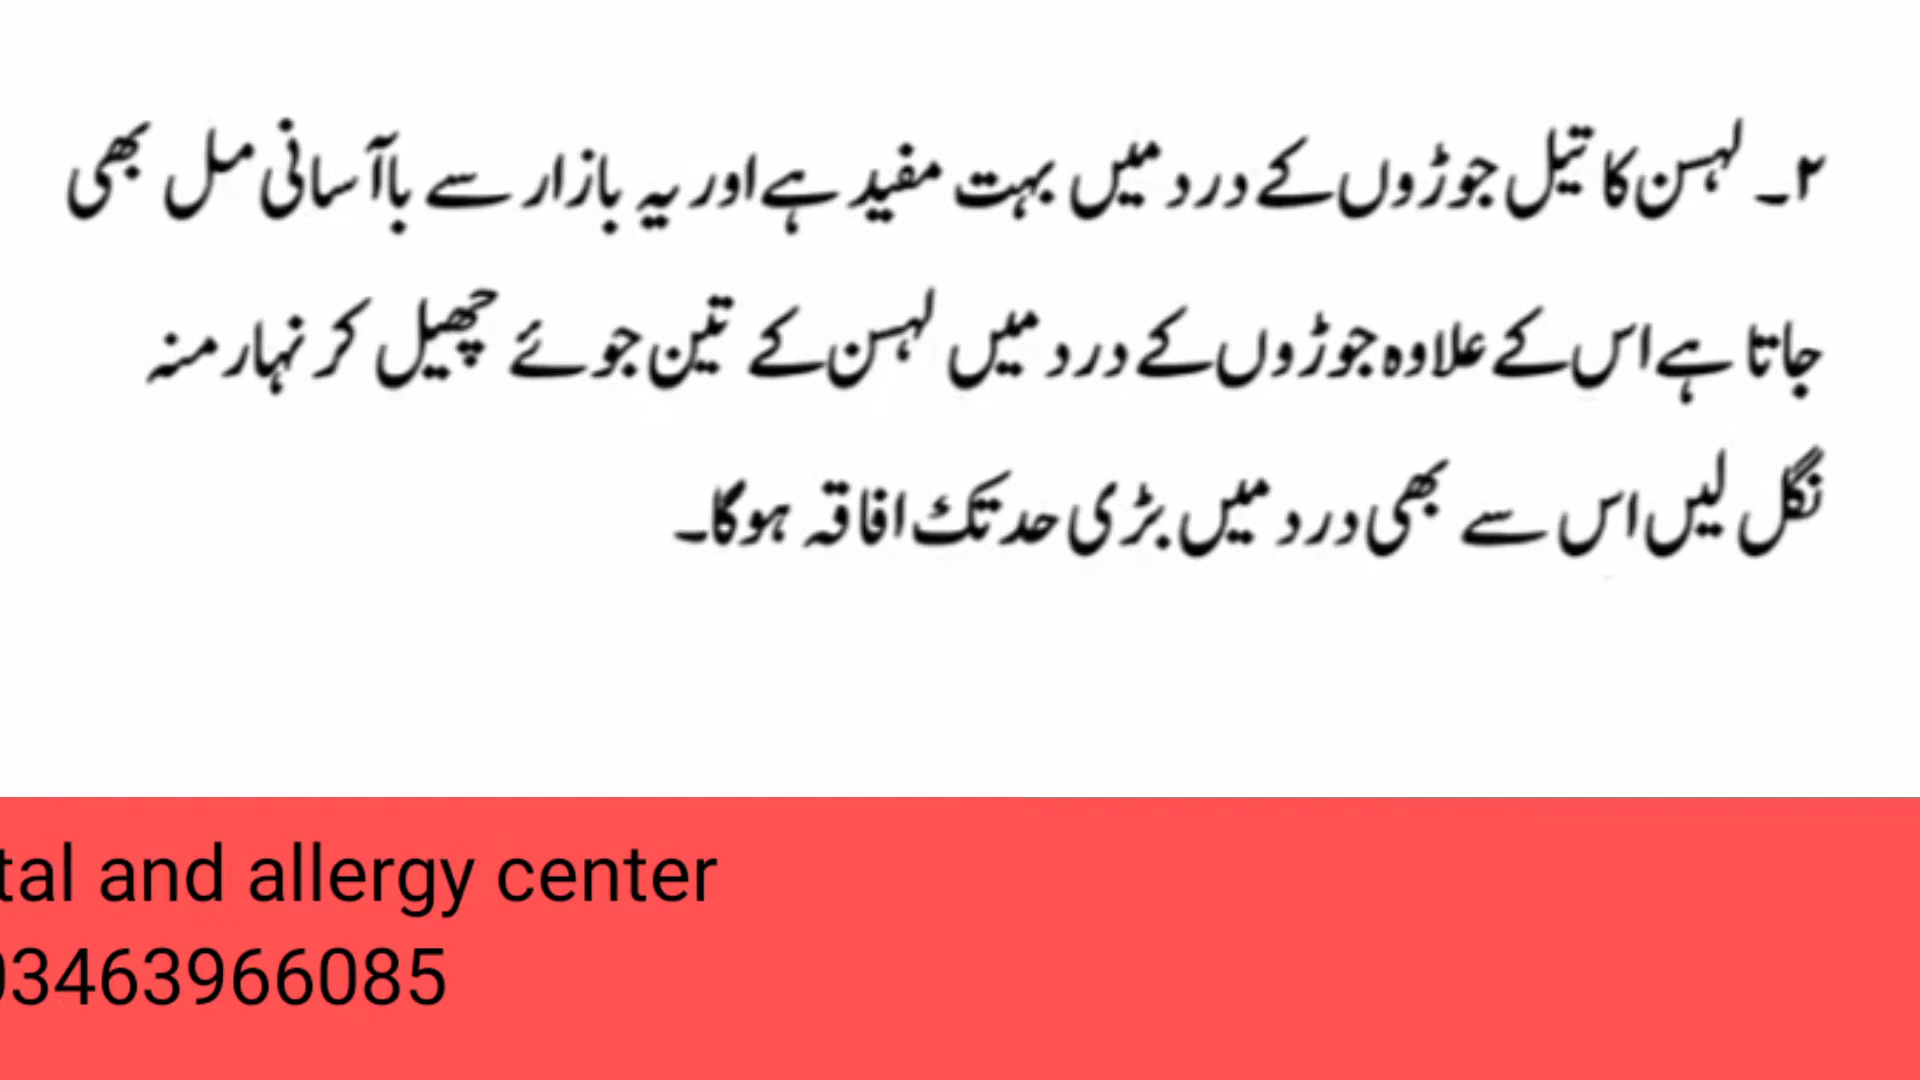 ۲۔ لہسن کا تیل جوڑوں کے درد میں بہت مفید ہے اور یہ بازار سے باآسانی مل بھی
جاتا ہے اس کے علاوہ جوڑوں کے درد میں لہسن کے تین جوئے چھیل کر نہار منہ
نگل لیں اس سے بھی درد میں بڑی حد تک افاقہ ہوگا۔
tal and allergy center
03463966085